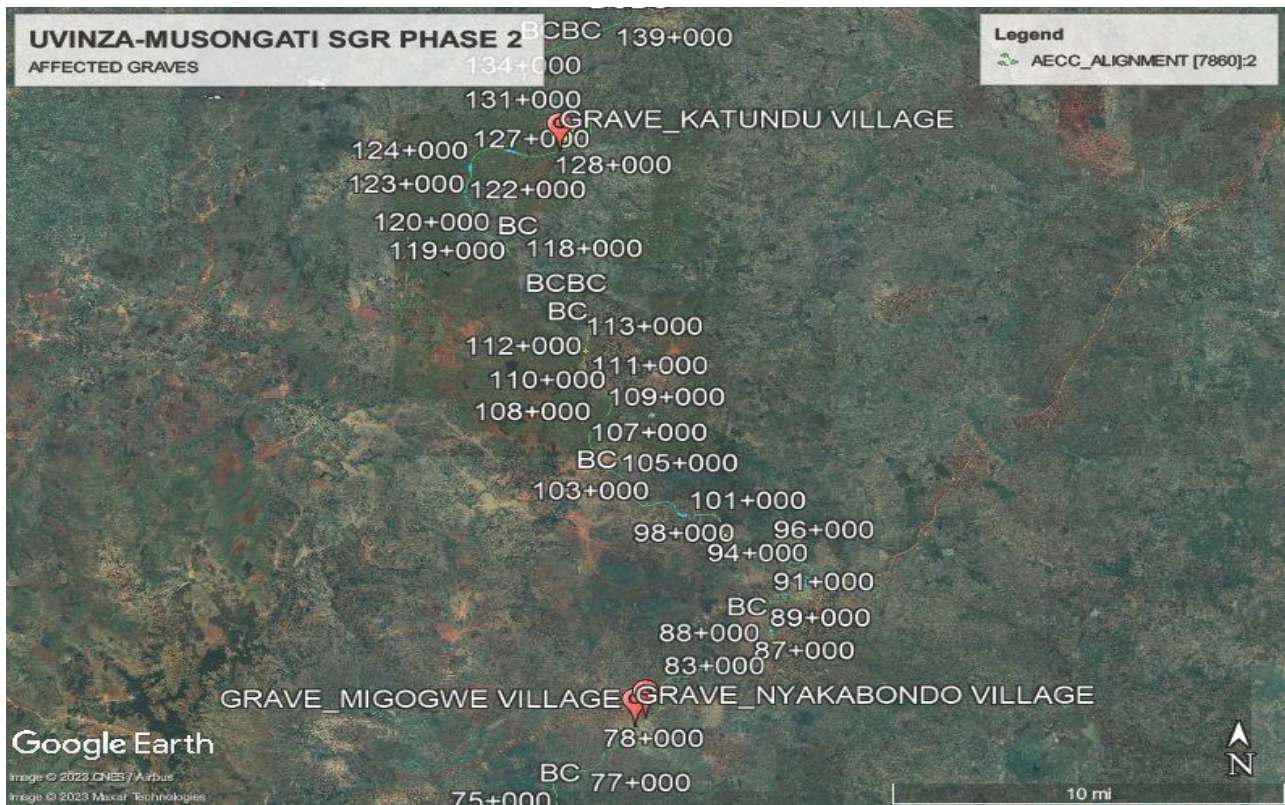 UVINZA-MUSONGATI SGR PHASE 2
AFFECTED GRAVES
Legend
AECC_ALIGNMENT [7860]:2
BCBC
139+000
134+000
131+000
GRAVE_KATUNDU VILLAGE
127+000
124+000
128+000
123+000
122+000
120+000
BC
119+000
118+000
BCBC
BC
113+000
112+000
111+000
110+000
109+000
108+000
107+000
BC
105+000
103+000
101+000
98+000
96+000
94+000
91+000
BC
89+000
88+000
87+000
83+000
GRAVE_MIGOGWE VILLAGE
GRAVE_NYAKABONDO VILLAGE
78+000
BC
77+000
75+000
Google Earth
Image © 2023 CNES / Airbus
Image © 2023 Maxar Technologies
N
10 mi